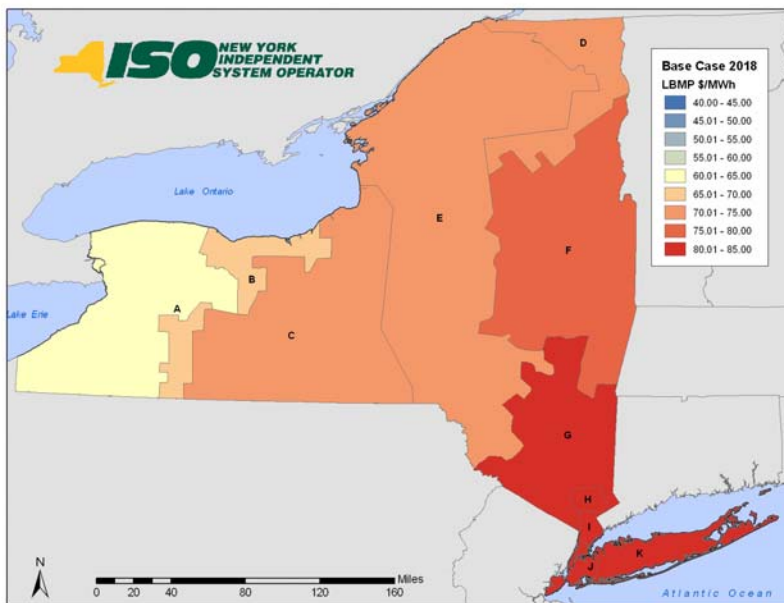 ISO
NEW YORK
INDEPENDENT
SYSTEM OPERATOR
Base Case 2018
LBMP $/MWh
40.00 - 45.00
45.01 - 50.00
50.01 - 55.00
55.01 - 60.00
60.01 - 65.00
65.01 - 70.00
70.01 - 75.00
75.01 - 80.00
80.01 - 85.00
D
Lake Ontario
E
F
B
A
Lake Erie
C
G
H
I
K
J
N
Miles
0 20 40 80 120 160
Atlantic Ocean